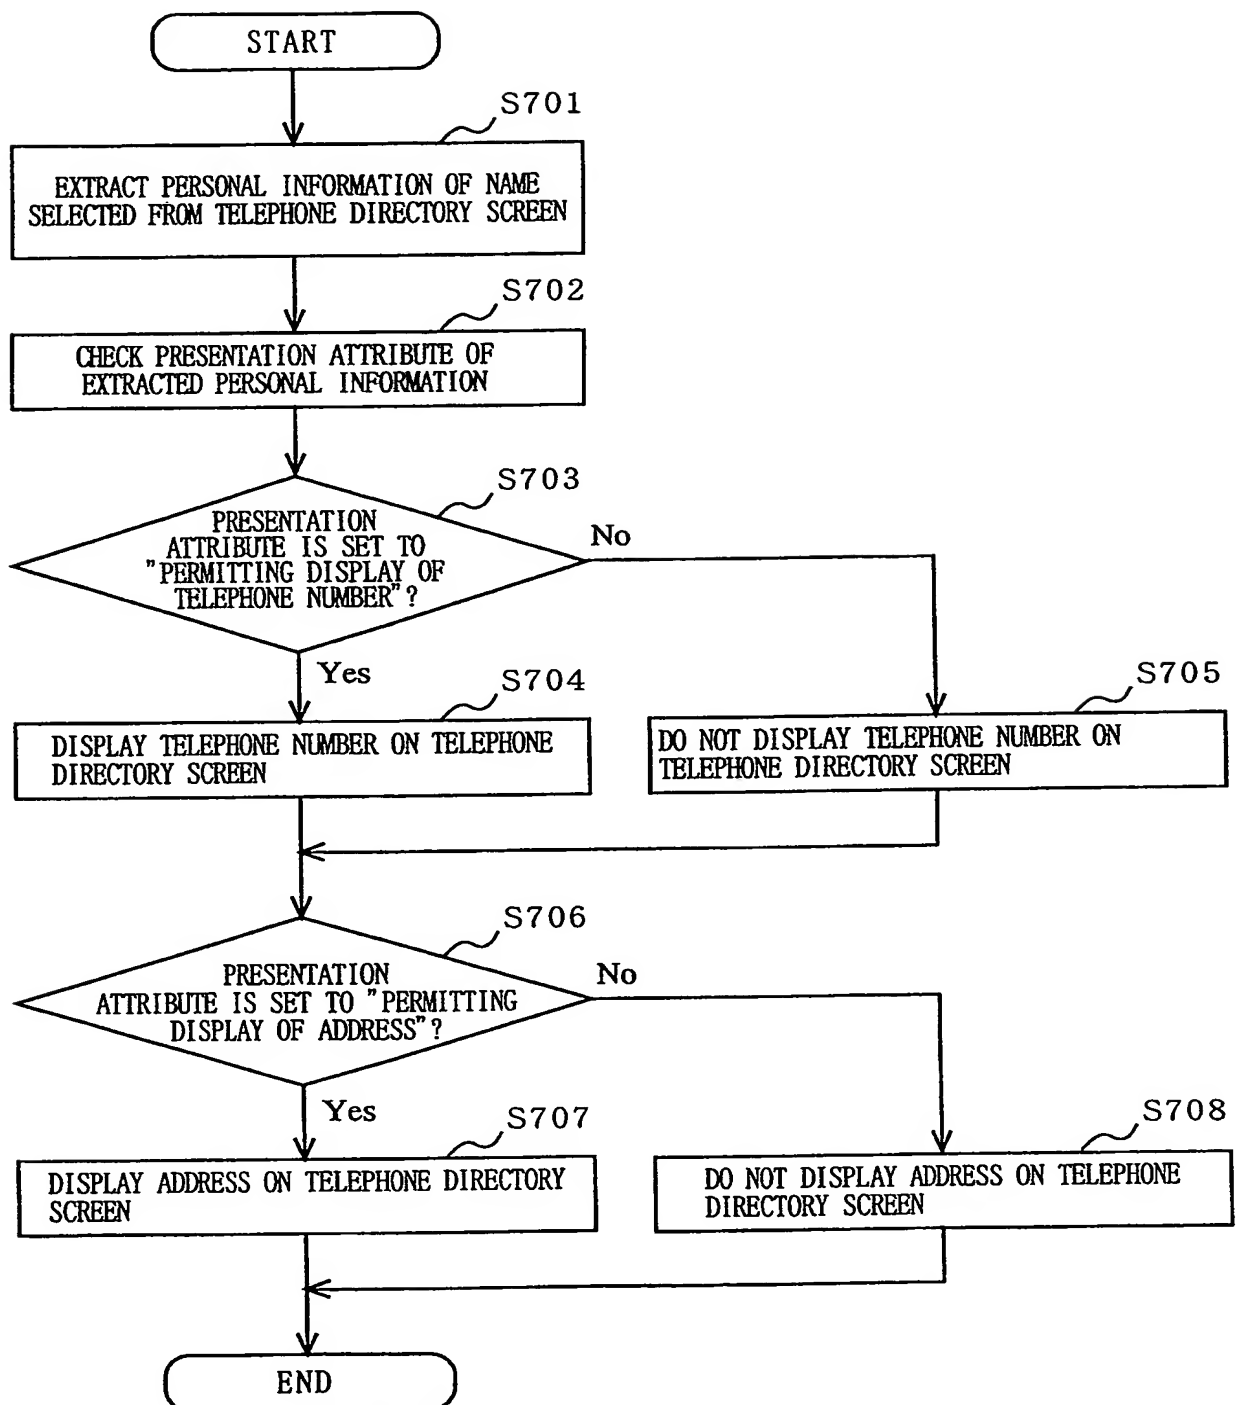 START
S701
EXTRACT PERSONAL INFORMATION OF NAME
SELECTED FROM TELEPHONE DIRECTORY SCREEN
S702
CHECK PRESENTATION ATTRIBUTE OF
EXTRACTED PERSONAL INFORMATION
S703
PRESENTATION
ATTRIBUTE IS SET TO
"PERMITTING DISPLAY OF
TELEPHONE NUMBER"?
No
Yes
S704
DISPLAY TELEPHONE NUMBER ON TELEPHONE
DIRECTORY SCREEN
S705
DO NOT DISPLAY TELEPHONE NUMBER ON
TELEPHONE DIRECTORY SCREEN
S706
PRESENTATION
ATTRIBUTE IS SET TO "PERMITTING
DISPLAY OF ADDRESS"?
No
Yes
S707
DISPLAY ADDRESS ON TELEPHONE DIRECTORY
SCREEN
S708
DO NOT DISPLAY ADDRESS ON TELEPHONE
DIRECTORY SCREEN
END